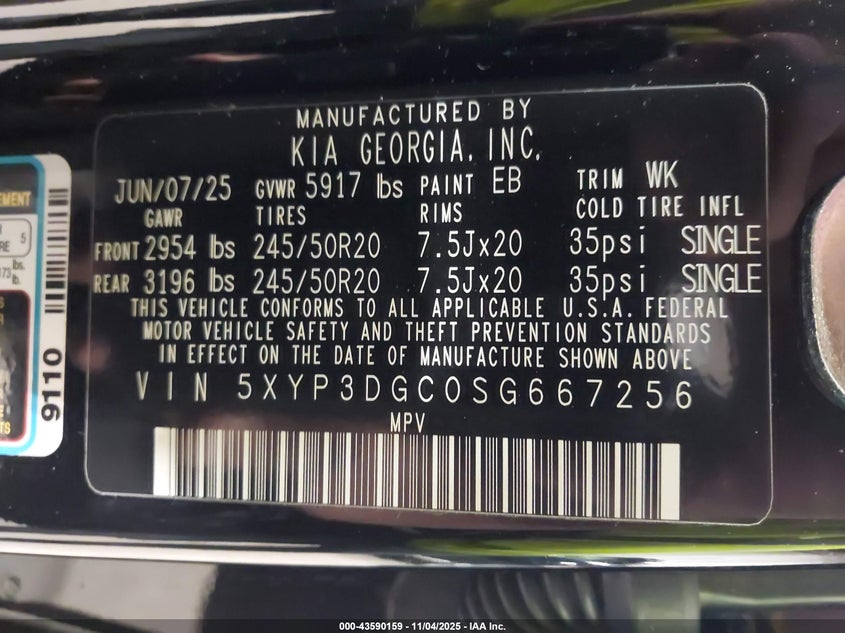 MANUFACTURED BY
KIA GEORGIA, INC.
JUN/07/25 GVWR 5917 lbs PAINT EB TRIM WK
GAWR TIRES RIMS COLD TIRE INFL
FRONT 2954 lbs 245/50R20 7.5Jx20 35psi SINGLE
REAR 3196 lbs 245/50R20 7.5Jx20 35psi SINGLE
THIS VEHICLE CONFORMS TO ALL APPLICABLE U.S.A. FEDERAL
MOTOR VEHICLE SAFETY AND THEFT PREVENTION STANDARDS
IN EFFECT ON THE DATE OF MANUFACTURE SHOWN ABOVE
VIN 5XYP3DGC0SG667256
MPV
9110
5
000-43590159 - 11/04/2025 - IAA Inc.